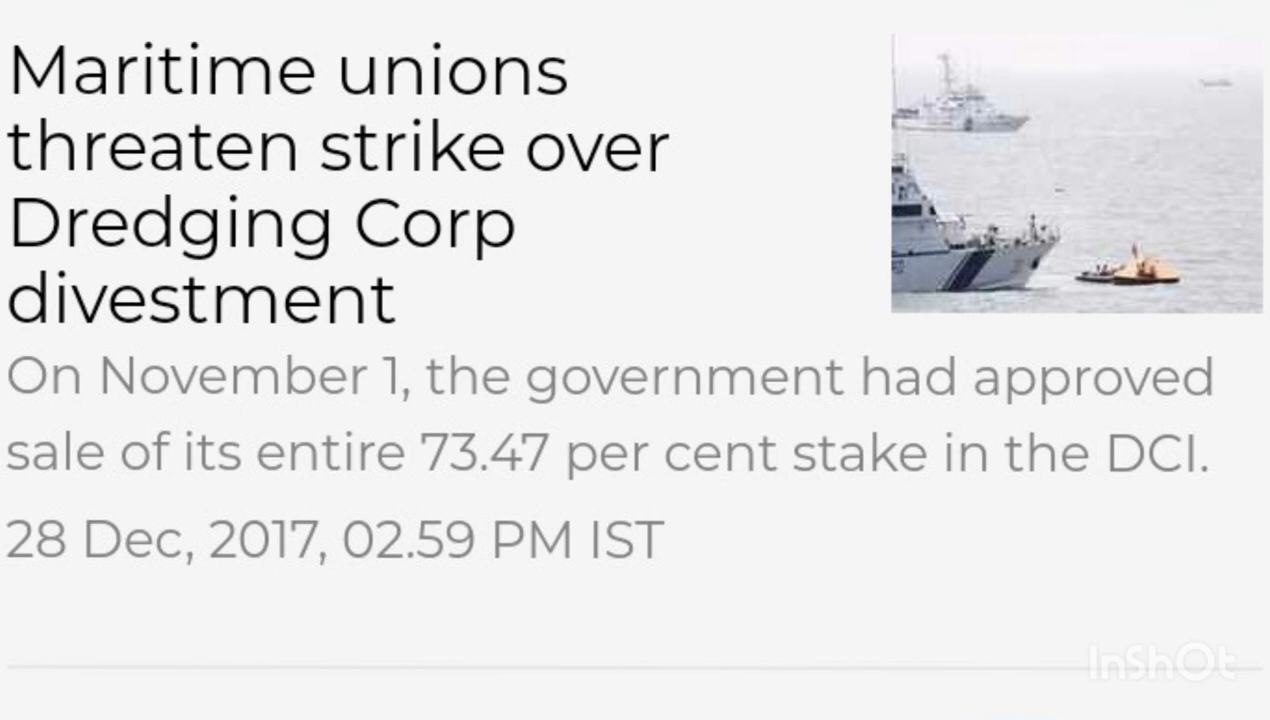 Maritime unions
threaten strike over
Dredging Corp
divestment
On November 1, the government had approved
sale of its entire 73.47 per cent stake in the DCI.
28 Dec, 2017, 02.59 PM IST
InShOt